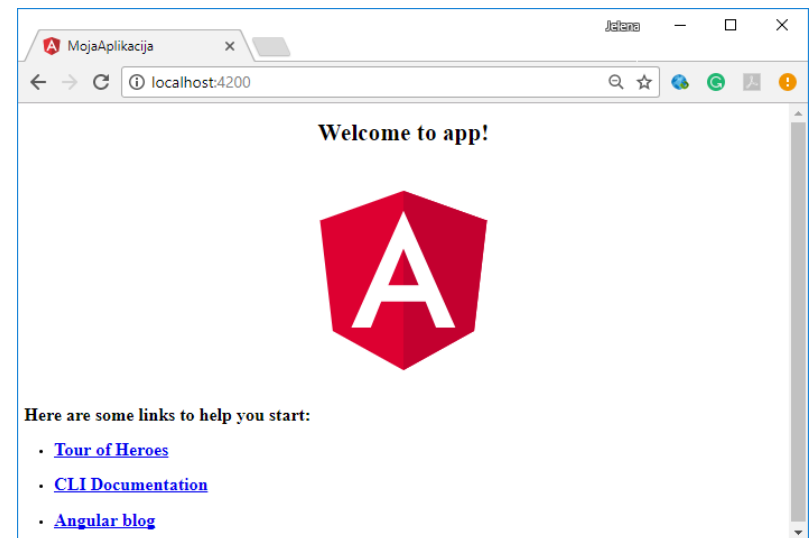 Jelena
MojaAplikacija
localhost:4200
Welcome to app!
A
Here are some links to help you start:
Tour of Heroes
CLI Documentation
Angular blog